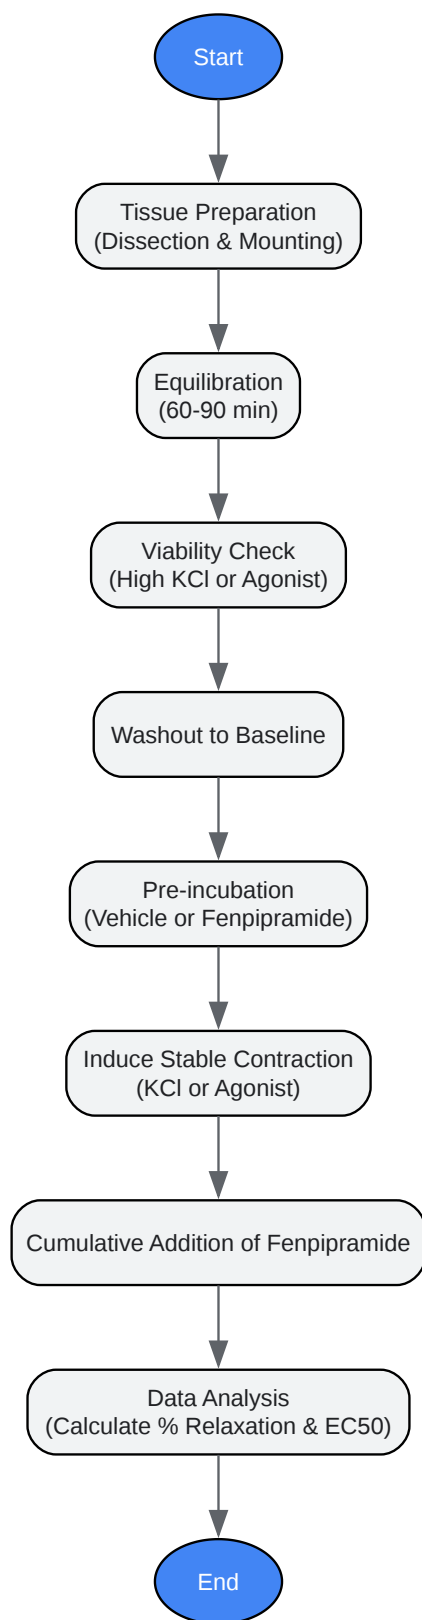 Start
Tissue Preparation
(Dissection & Mounting)
Equilibration
(60-90 min)
Viability Check
(High KCl or Agonist)
Washout to Baseline
Pre-incubation
(Vehicle or Fenpipramide)
Induce Stable Contraction
(KCl or Agonist)
Cumulative Addition of Fenpipramide
Data Analysis
(Calculate % Relaxation & EC50)
End